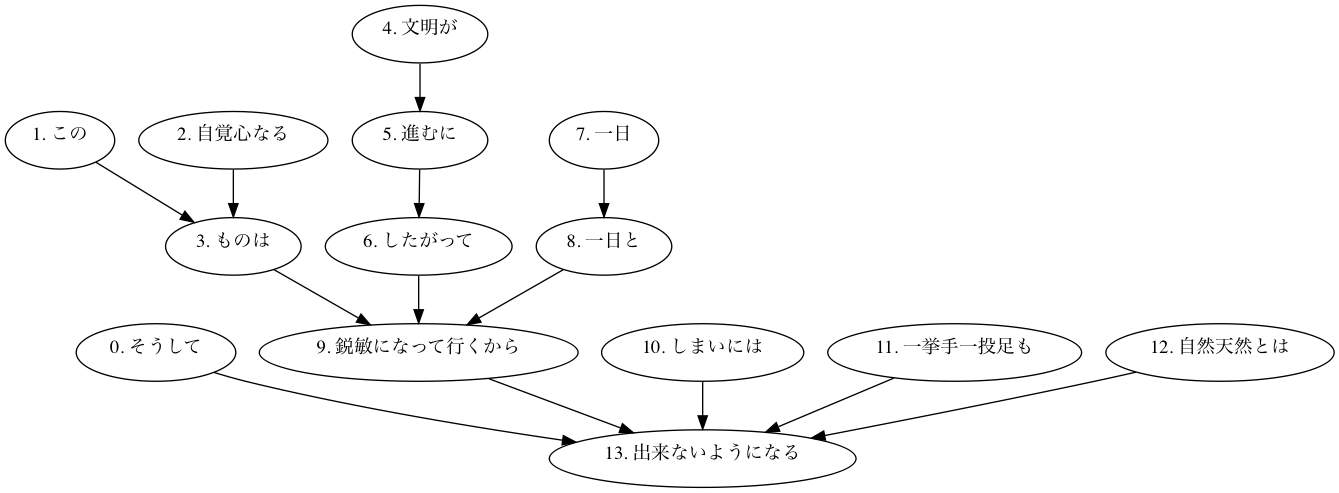 4. 文明が
1. この
2. 自覚心なる
5. 進むに
7. 一日
3. ものは
6. したがって
8. 一日と
0. そうして
9. 鋭敏になって行くから
10. しまいには
11. 一挙手一投足も
12. 自然天然とは
13. 出来ないようになる